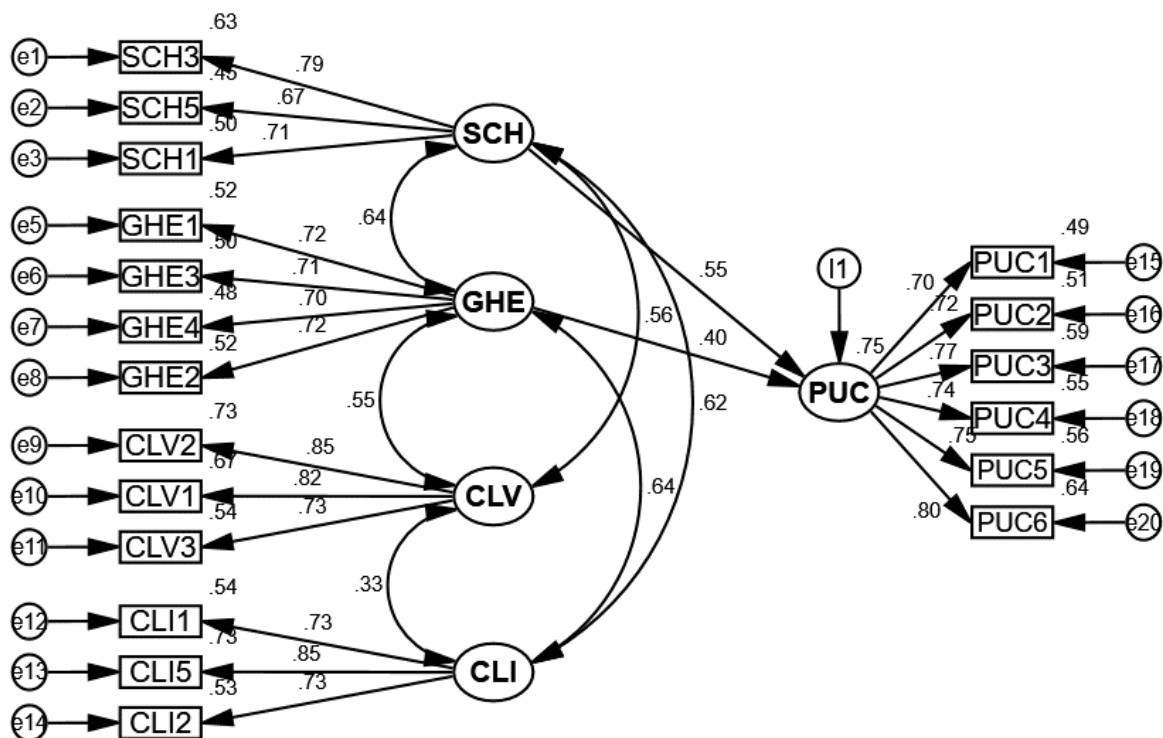 .63
e1 SCH3 .79
.45
e2 SCH5 .67
.50
e3 SCH1 .71
SCH
.52
e5 GHE1 .72
.50
e6 GHE3 .71
.48
e7 GHE4 .70
.52
e8 GHE2 .72
GHE
.73
e9 CLV2 .85
.67
e10 CLV1 .82
.54
e11 CLV3 .73
CLV
.54
e12 CLI1 .73
.73
e13 CLI5 .85
.53
e14 CLI2 .73
CLI
.64
.55
.33
.56
.62
.64
.55
.40
I1
.75
PUC
.49
.70 PUC1 e15
.51
.72 PUC2 e16
.59
.77 PUC3 e17
.55
.74 PUC4 e18
.56
.75 PUC5 e19
.64
.80 PUC6 e20